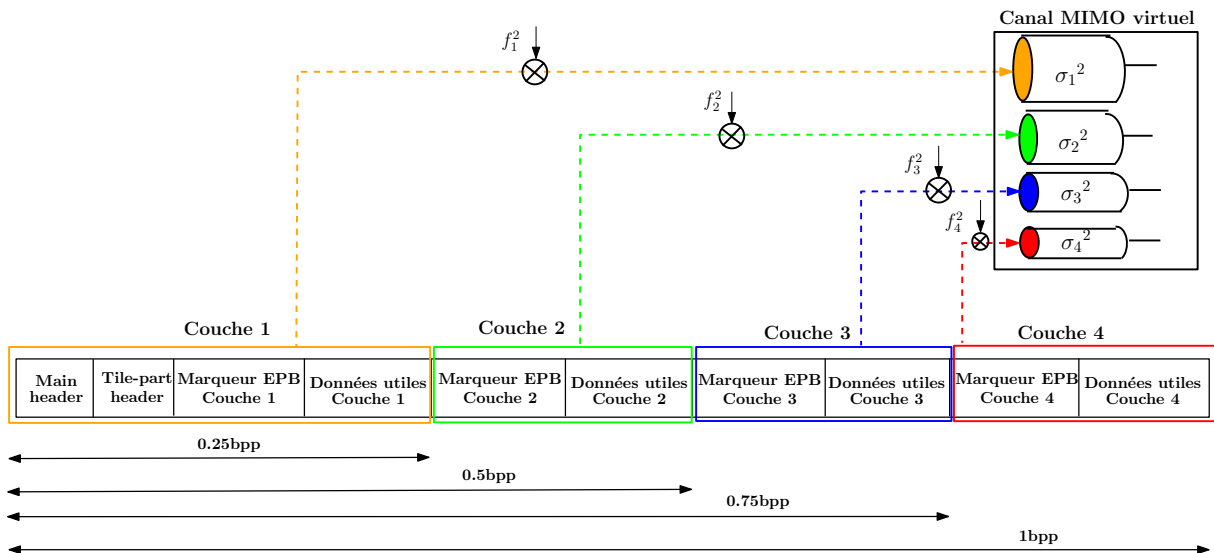 Canal MIMO virtuel
f₁²
σ₁²
f₂²
σ₂²
f₃²
σ₃²
f₄²
σ₄²
Couche 1
Couche 2
Couche 3
Couche 4
Main
header
Tile-part
header
Marqueur EPB
Couche 1
Données utiles
Couche 1
Marqueur EPB
Couche 2
Données utiles
Couche 2
Marqueur EPB
Couche 3
Données utiles
Couche 3
Marqueur EPB
Couche 4
Données utiles
Couche 4
0.25bpp
0.5bpp
0.75bpp
1bpp